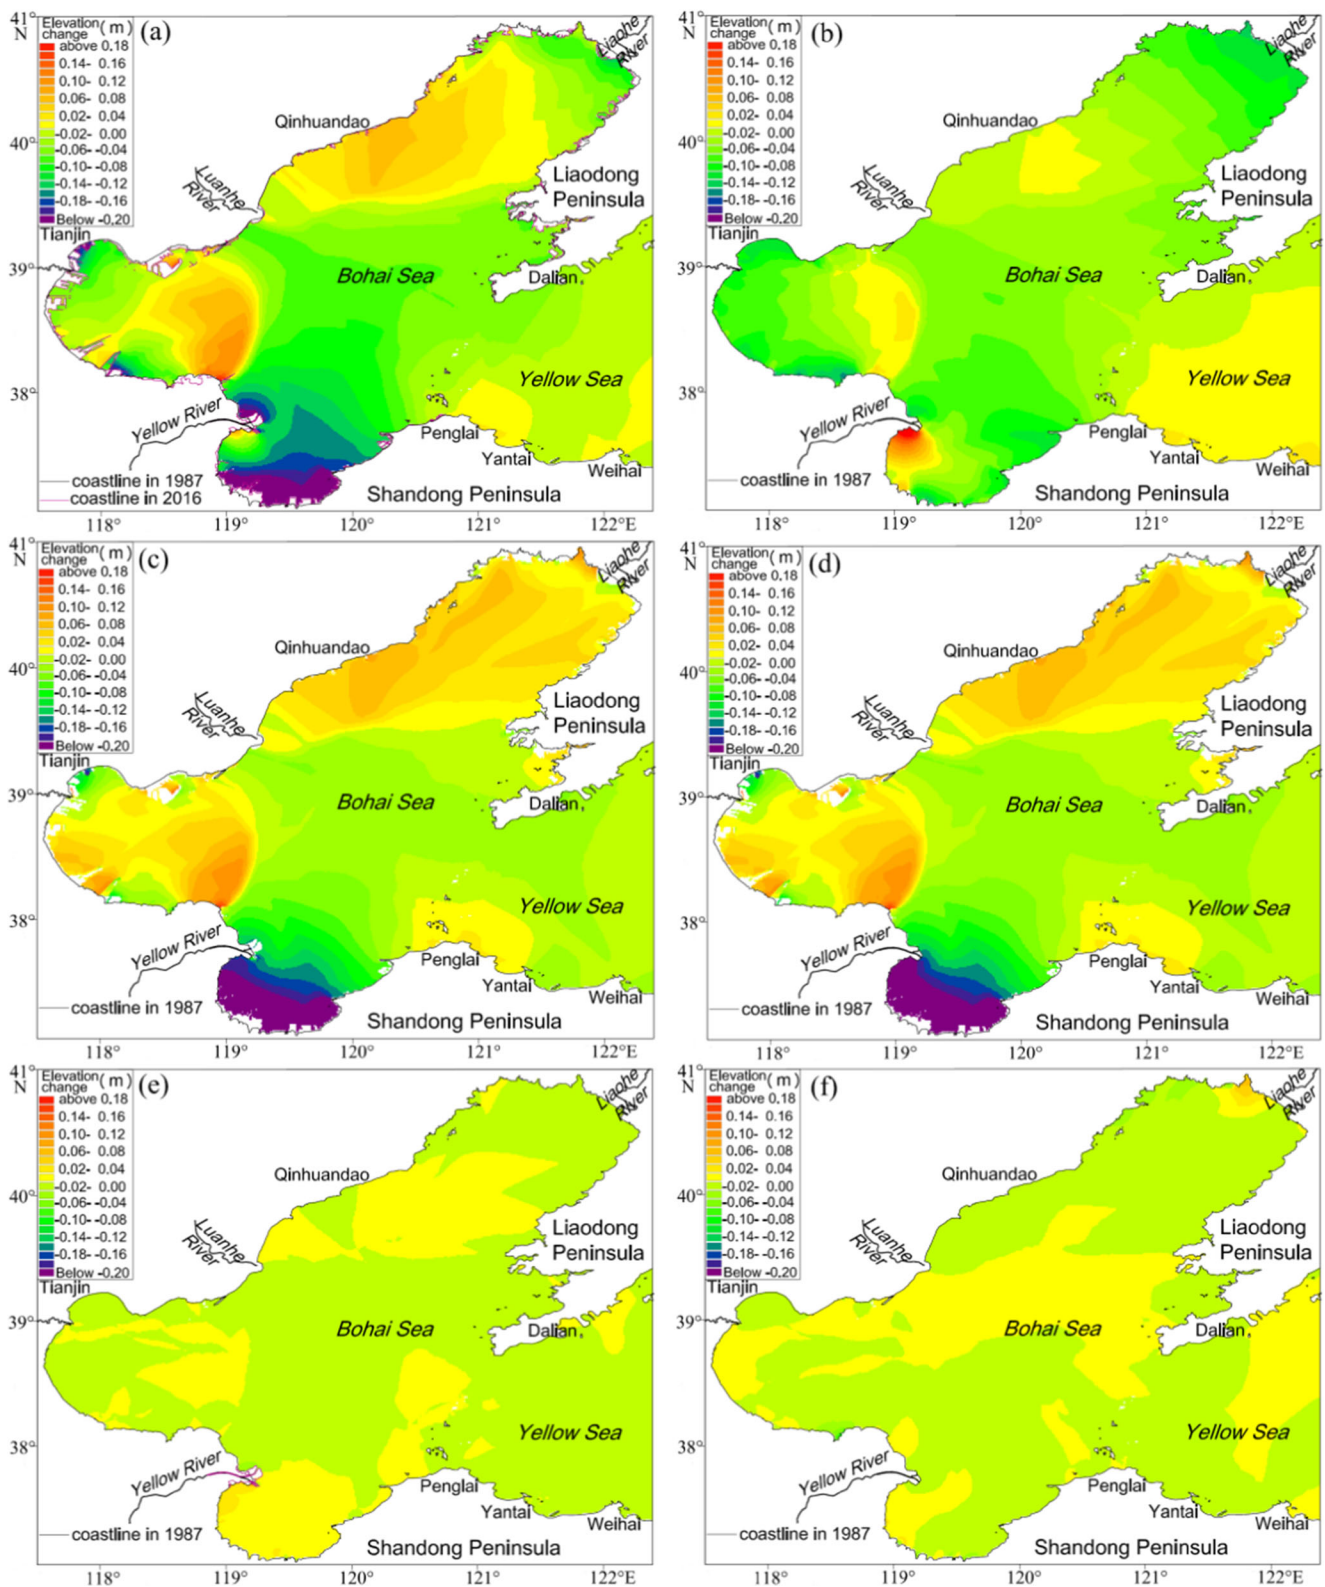 41°
N
Elevation ( m )
change
above 0.18
0.14- 0.16
0.10- 0.12
0.06- 0.08
0.02- 0.04
-0.02- 0.00
-0.06- -0.04
-0.10- -0.08
-0.14- -0.12
-0.18- -0.16
Below -0.20
(a)
Liaohe
River
Qinhuandao
40°
Luanhe
River
Liaodong
Peninsula
Tianjin
39°
Bohai Sea
Dalian
38°
Yellow Sea
Yellow River
Penglai
Yantai
Weihai
coastline in 1987
coastline in 2016
Shandong Peninsula
118° 119° 120° 121° 122°E
41°
N
Elevation ( m )
change
above 0.18
0.14- 0.16
0.10- 0.12
0.06- 0.08
0.02- 0.04
-0.02- 0.00
-0.06- -0.04
-0.10- -0.08
-0.14- -0.12
-0.18- -0.16
Below -0.20
(b)
Liaohe
River
Qinhuandao
40°
Luanhe
River
Liaodong
Peninsula
Tianjin
39°
Bohai Sea
Dalian
38°
Yellow Sea
Yellow River
Penglai
Yantai
Weihai
coastline in 1987
Shandong Peninsula
118° 119° 120° 121° 122°E
41°
N
Elevation ( m )
change
above 0.18
0.14- 0.16
0.10- 0.12
0.06- 0.08
0.02- 0.04
-0.02- 0.00
-0.06- -0.04
-0.10- -0.08
-0.14- -0.12
-0.18- -0.16
Below -0.20
(c)
Liaohe
River
Qinhuandao
40°
Luanhe
River
Liaodong
Peninsula
Tianjin
39°
Bohai Sea
Dalian
38°
Yellow Sea
Yellow River
Penglai
Yantai
Weihai
coastline in 1987
Shandong Peninsula
118° 119° 120° 121° 122°E
41°
N
Elevation ( m )
change
above 0.18
0.14- 0.16
0.10- 0.12
0.06- 0.08
0.02- 0.04
-0.02- 0.00
-0.06- -0.04
-0.10- -0.08
-0.14- -0.12
-0.18- -0.16
Below -0.20
(d)
Liaohe
River
Qinhuandao
40°
Luanhe
River
Liaodong
Peninsula
Tianjin
39°
Bohai Sea
Dalian
38°
Yellow Sea
Yellow River
Penglai
Yantai
Weihai
coastline in 1987
Shandong Peninsula
118° 119° 120° 121° 122°E
41°
N
Elevation ( m )
change
above 0.18
0.14- 0.16
0.10- 0.12
0.06- 0.08
0.02- 0.04
-0.02- 0.00
-0.06- -0.04
-0.10- -0.08
-0.14- -0.12
-0.18- -0.16
Below -0.20
(e)
Liaohe
River
Qinhuandao
40°
Luanhe
River
Liaodong
Peninsula
Tianjin
39°
Bohai Sea
Dalian
38°
Yellow Sea
Yellow River
Penglai
Yantai
Weihai
coastline in 1987
Shandong Peninsula
118° 119° 120° 121° 122°E
41°
N
Elevation ( m )
change
above 0.18
0.14- 0.16
0.10- 0.12
0.06- 0.08
0.02- 0.04
-0.02- 0.00
-0.06- -0.04
-0.10- -0.08
-0.14- -0.12
-0.18- -0.16
Below -0.20
(f)
Liaohe
River
Qinhuandao
40°
Luanhe
River
Liaodong
Peninsula
Tianjin
39°
Bohai Sea
Dalian
38°
Yellow Sea
Yellow River
Penglai
Yantai
Weihai
coastline in 1987
Shandong Peninsula
118° 119° 120° 121° 122°E